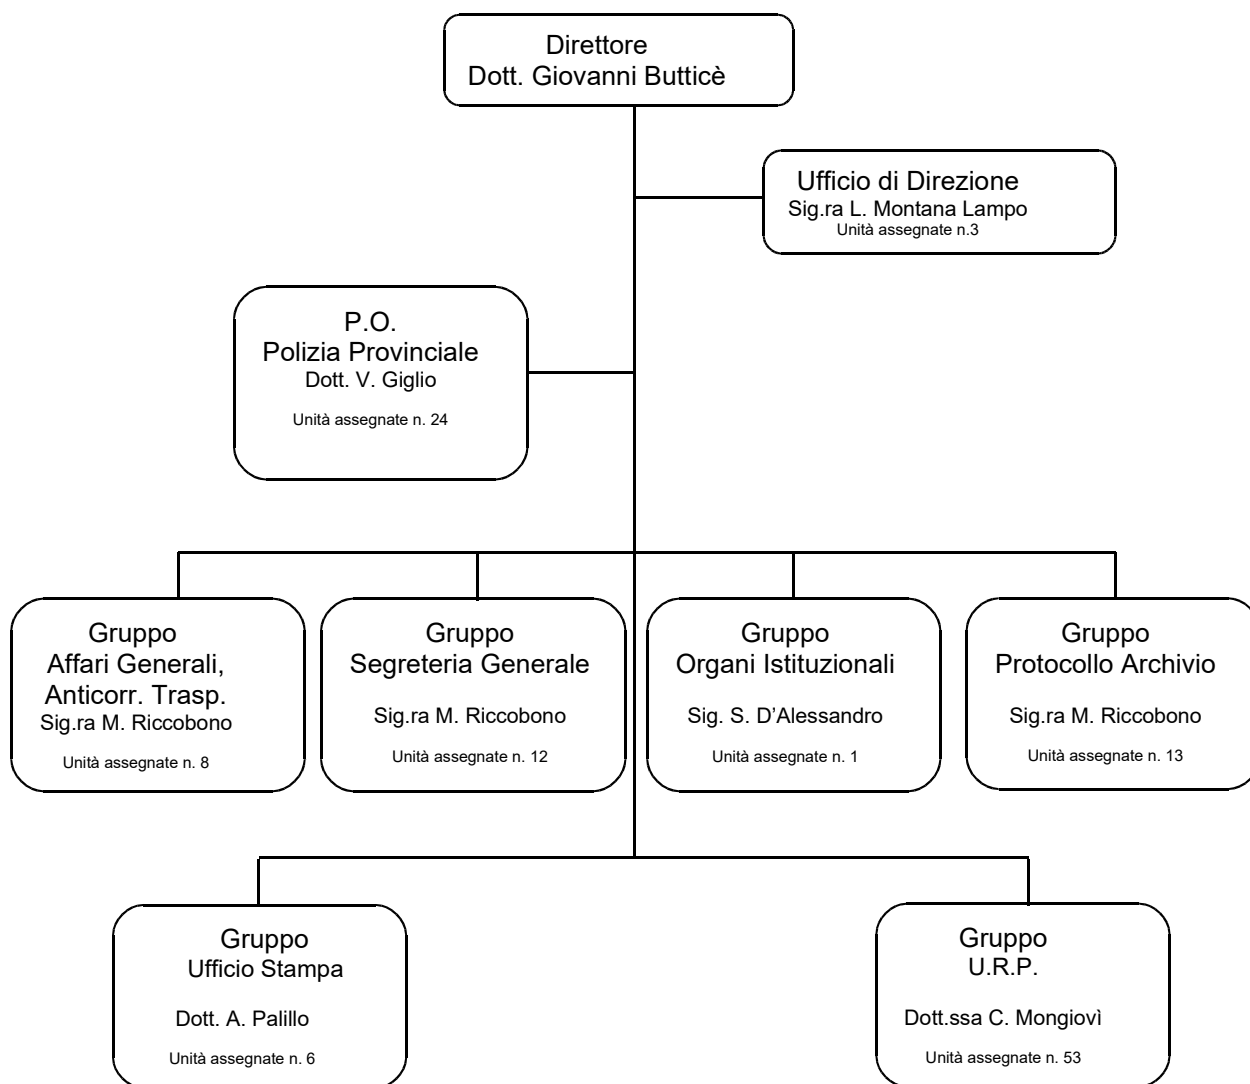 Direttore
Dott. Giovanni Butticè
Ufficio di Direzione
Sig.ra L. Montana Lampo
Unità assegnate n.3
P.O.
Polizia Provinciale
Dott. V. Giglio
Unità assegnate n. 24
Gruppo
Affari Generali,
Anticorr. Trasp.
Sig.ra M. Riccobono
Unità assegnate n. 8
Gruppo
Segreteria Generale
Sig.ra M. Riccobono
Unità assegnate n. 12
Gruppo
Organi Istituzionali
Sig. S. D’Alessandro
Unità assegnate n. 1
Gruppo
Protocollo Archivio
Sig.ra M. Riccobono
Unità assegnate n. 13
Gruppo
Ufficio Stampa
Dott. A. Palillo
Unità assegnate n. 6
Gruppo
U.R.P.
Dott.ssa C. Mongiovì
Unità assegnate n. 53